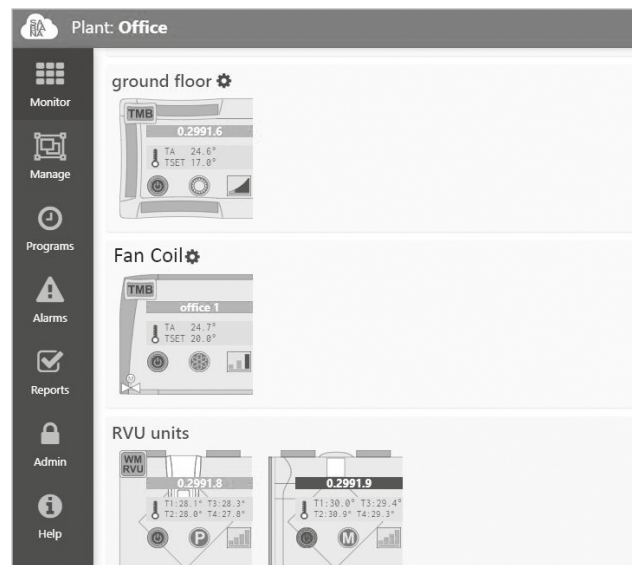 SABIANA
Plant: Office
Monitor
Manage
Programs
Alarms
Reports
Admin
Help
ground floor
TMB
0.2991.6
TA 24.6°
TSET 17.0°
Fan Coil
TMB
office 1
TA 24.7°
TSET 20.0°
M
RVU units
WM
RVU
0.2991.8
T1:28.1° T3:28.3°
T2:28.0° T4:27.8°
P
0.2991.9
T1:30.0° T3:29.4°
T2:30.9° T4:29.3°
M